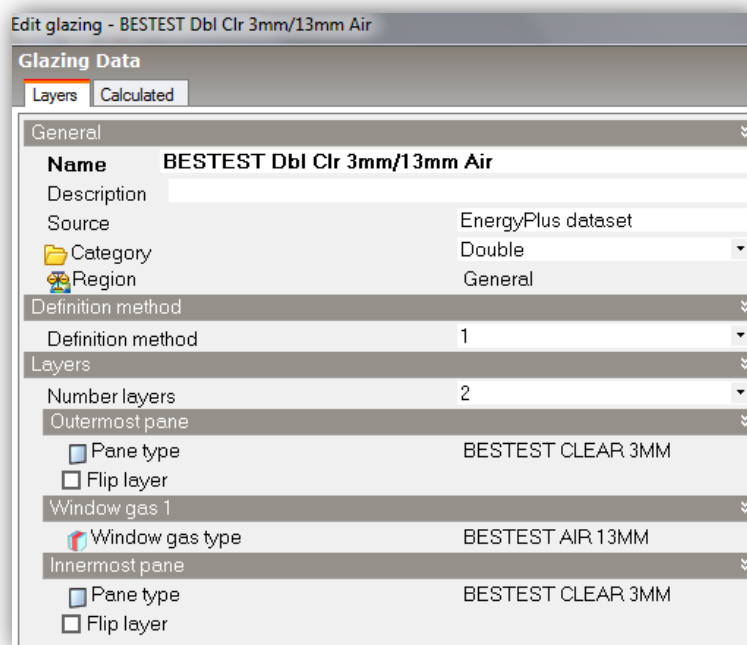 Edit glazing - BESTEST Dbl Clr 3mm/13mm Air
Glazing Data
Layers Calculated
General
Name BESTEST Dbl Clr 3mm/13mm Air
Description
Source EnergyPlus dataset
Category Double
Region General
Definition method
Definition method 1
Layers
Number layers 2
Outermost pane
Pane type BESTEST CLEAR 3MM
Flip layer
Window gas 1
Window gas type BESTEST AIR 13MM
Innermost pane
Pane type BESTEST CLEAR 3MM
Flip layer